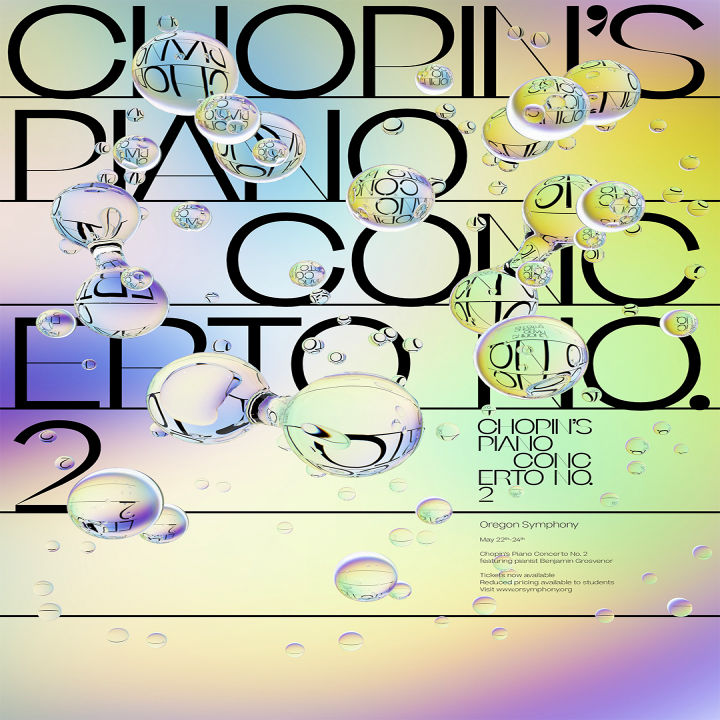 CHOPIN'S
PIANO
CONC
ERTO NO.
2
CHOPIN'S
PIANO
CONC
ERTO NO.
2
Oregon Symphony
May 22th-24th
Chopin's Piano Concerto No. 2
featuring pianist Benjamin Grosvenor
Tickets now available
Reduced pricing available to students
Visit www.orsymphony.org